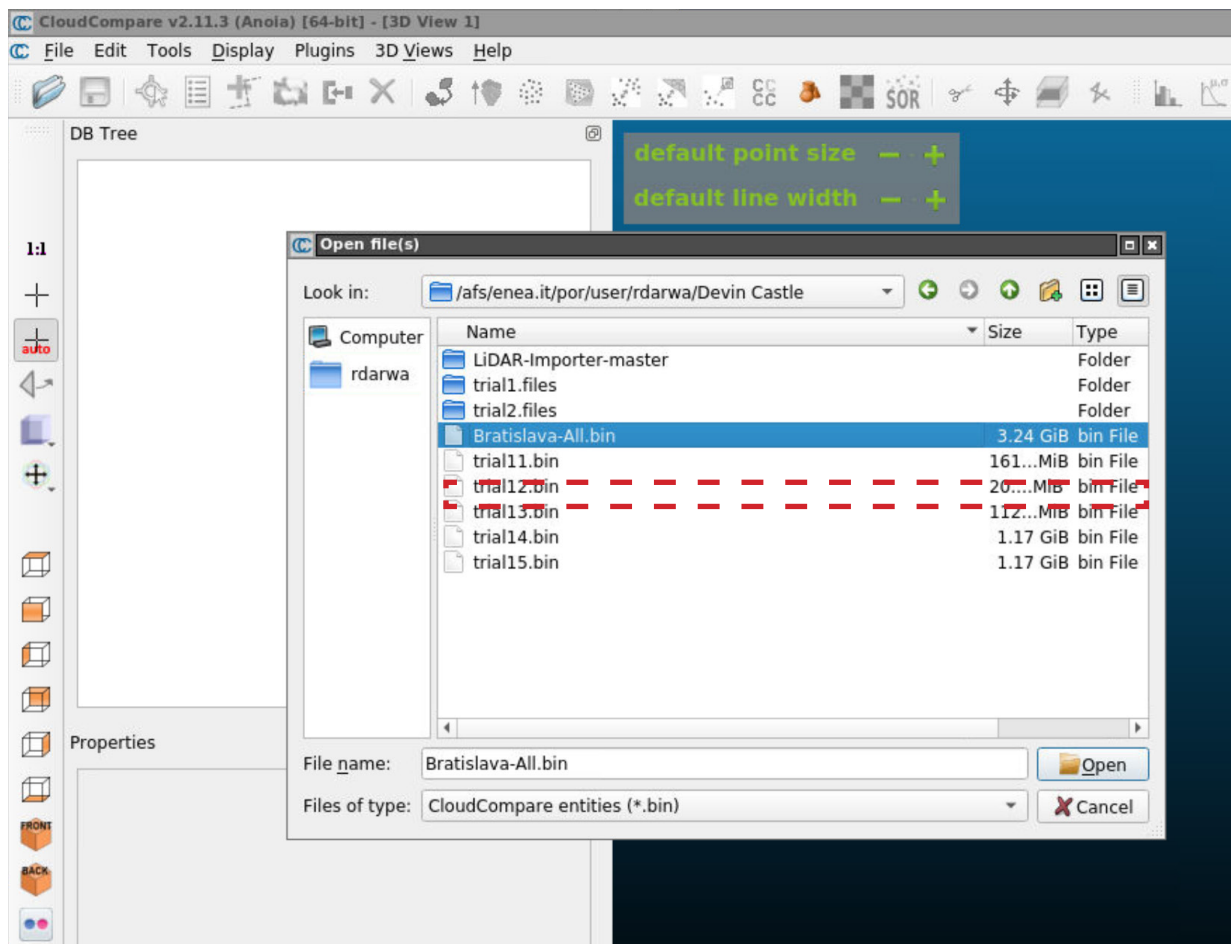 CloudCompare v2.11.3 (Anoia) [64-bit] - [3D View 1]
File Edit Tools Display Plugins 3D Views Help
CC
CC
SOR
μ,σ
DB Tree
default point size
default line width
1:1
auto
Open file(s)
Look in: /afs/enea.it/por/user/rdarwa/Devin Castle
Computer
rdarwa
Name Size Type
LiDAR-Importer-master Folder
trial1.files Folder
trial2.files Folder
Bratislava-All.bin 3.24 GiB bin File
trial11.bin 161...MiB bin File
trial12.bin 20....MiB bin File
trial13.bin 112...MiB bin File
trial14.bin 1.17 GiB bin File
trial15.bin 1.17 GiB bin File
Properties
File name: Bratislava-All.bin Open
Files of type: CloudCompare entities (*.bin) Cancel
FRONT
BACK